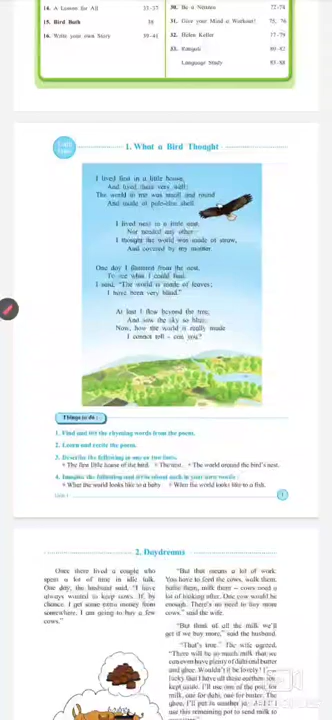 14. A Lesson for All 33-37
15. Bird Bath 38
16. Write your own Story 39-41
30. Be a Netizen 72-74
31. Give your Mind a Workout! 75, 76
32. Helen Keller 77-79
33. Rangoli 80-82
Language Study 83-88
1. What a Bird Thought
I lived first in a little house,
And lived there very well;
The world to me was small and round
And made of pale-blue shell.
I lived next in a little nest,
Nor needed any other
I thought the world was made of straw,
And covered by my mother.
One day I fluttered from the nest,
To see what I could find.
I said, "The world is made of leaves;
I have been very blind."
At last I flew beyond the tree,
And saw the sky so blue.
Now, how the world is really made
I cannot tell - can you?
Things to do :
1. Find and list the rhyming words from the poem.
2. Learn and recite the poem.
3. Describe the following in one or two lines.
* The first little house of the bird. * The nest. * The world around the bird's nest.
4. Imagine the following and write about each in your own words :
* What the world looks like to a baby * What the world looks like to a fish.
1
2. Daydreams
Once there lived a couple who
spent a lot of time in idle talk.
One day, the husband said, "I have
always wanted to keep cows. If, by
chance, I get some extra money from
somewhere, I am going to buy a few
cows."
"But that means a lot of work.
You have to feed the cows, walk them,
bathe them, milk them - cows need a
lot of looking after. One cow would be
enough. There's no need to buy more
cows," said the wife.
"But think of all the milk we'll
get if we buy more," said the husband.
"That's true." The wife agreed,
"There will be so much milk that we
can even have plenty of dahi and butter
and ghee. Wouldn't it be lovely! I'm
lucky that I have all these earthen
kept aside. I'll use one of the pots for
milk, one for dahi, one for butter. The
ghee, I'll put in another
use this remaining pot to send milk to